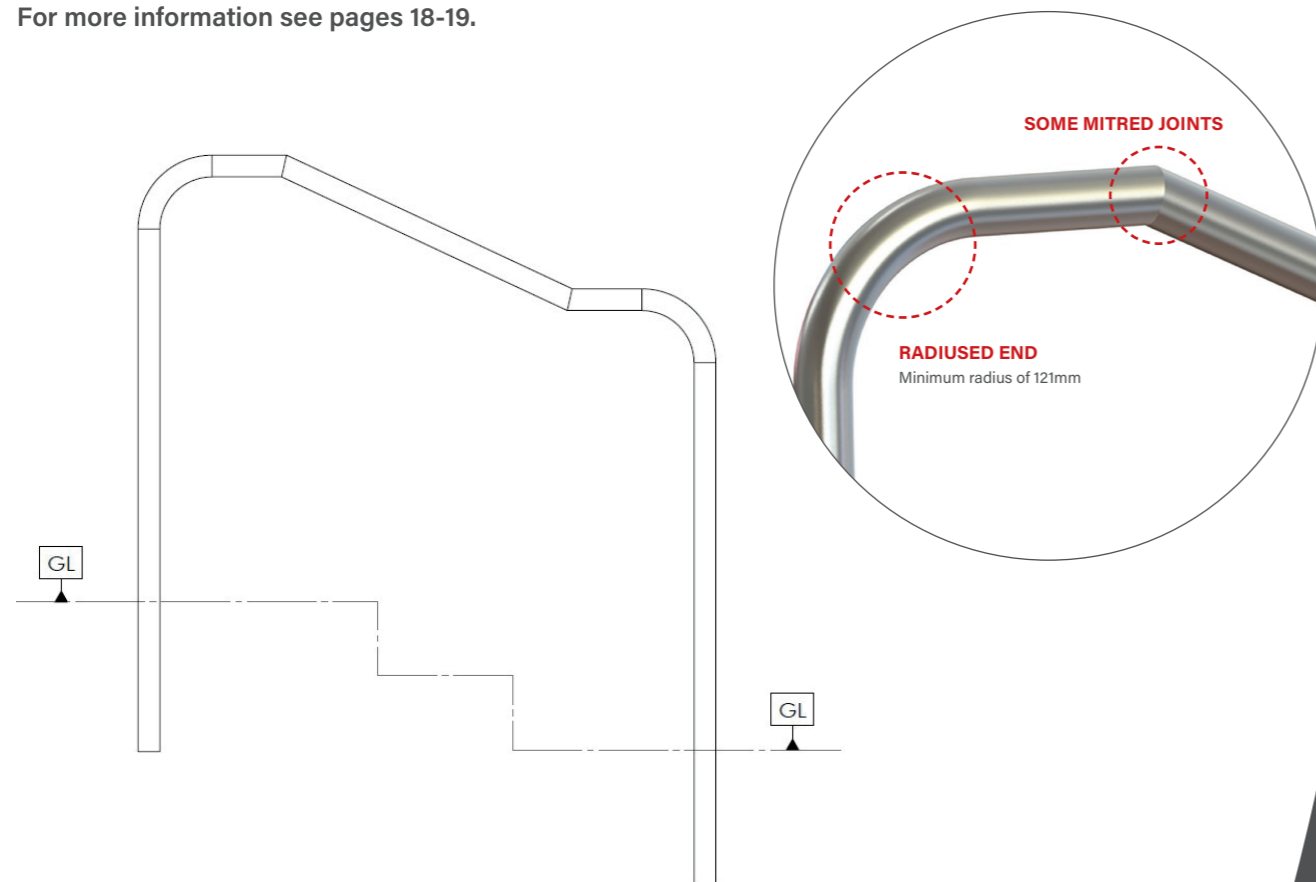 For more information see pages 18-19.
SOME MITRED JOINTS
RADIUSED END
Minimum radius of 121mm
GL
GL